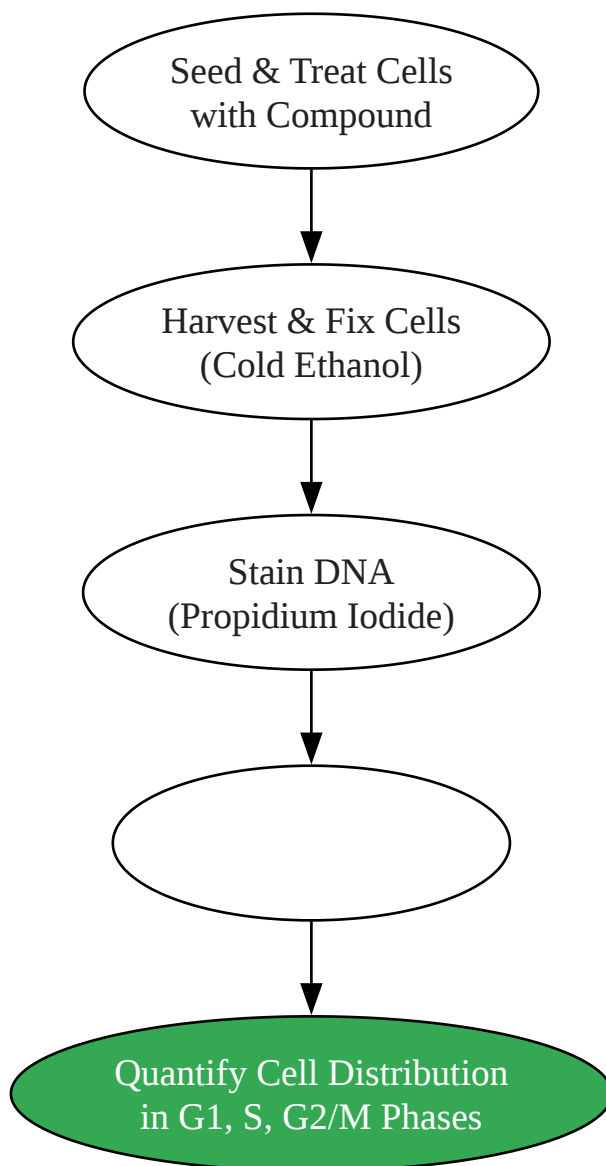 Seed & Treat Cells
with Compound
Harvest & Fix Cells
(Cold Ethanol)
Stain DNA
(Propidium Iodide)
Quantify Cell Distribution
in G1, S, G2/M Phases